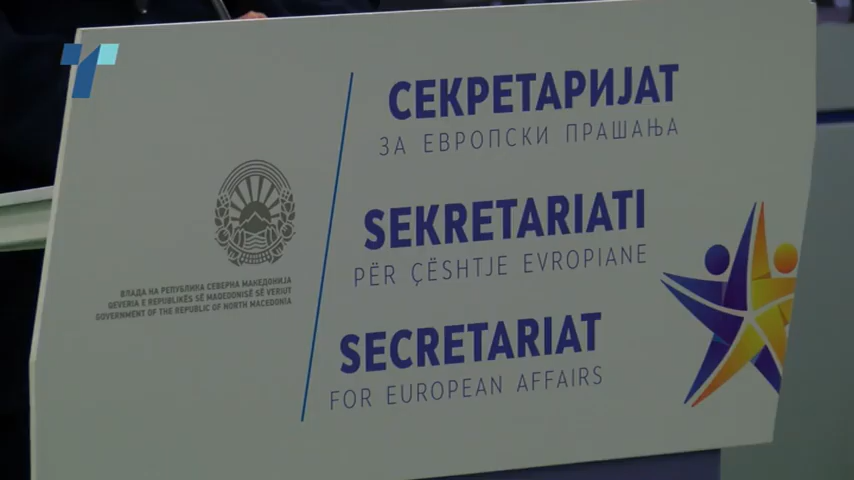 СЕКРЕТАРИЈАТ
ЗА ЕВРОПСКИ ПРАШАЊА
SEKRETARIATI
PËR ÇËSHTJE EVROPIANE
SECRETARIAT
FOR EUROPEAN AFFAIRS
ВЛАДА НА РЕПУБЛИКА СЕВЕРНА МАКЕДОНИЈА
QEVERIA E REPUBLIKËS SË MAQEDONISË SË VERIUT
GOVERNMENT OF THE REPUBLIC OF NORTH MACEDONIA